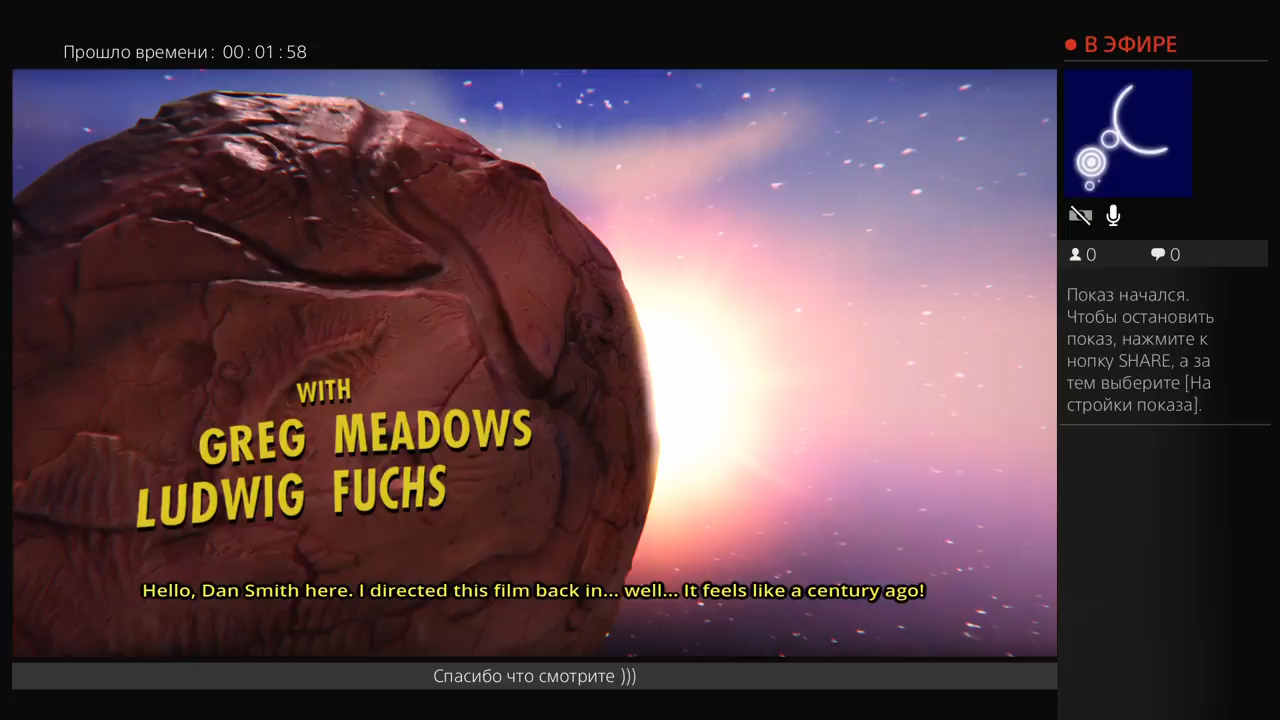 Прошло времени: 00:01:58
В ЭФИРЕ
0 0
Показ начался.
Чтобы остановить
показ, нажмите к
нопку SHARE, а за
тем выберите [На
стройки показа].
WITH
GREG MEADOWS
LUDWIG FUCHS
Hello, Dan Smith here. I directed this film back in... well... It feels like a century ago!
Спасибо что смотрите )))